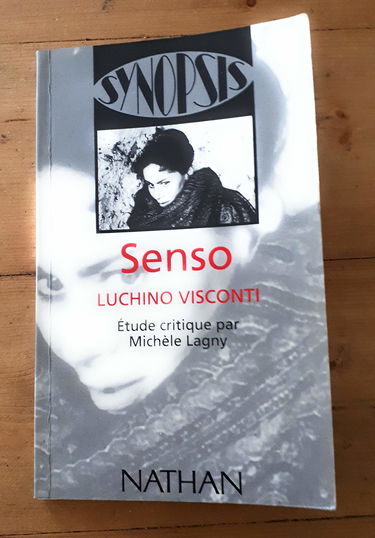 SYNOPSIS
Senso
LUCHINO VISCONTI
Étude critique par
Michèle Lagny
NATHAN